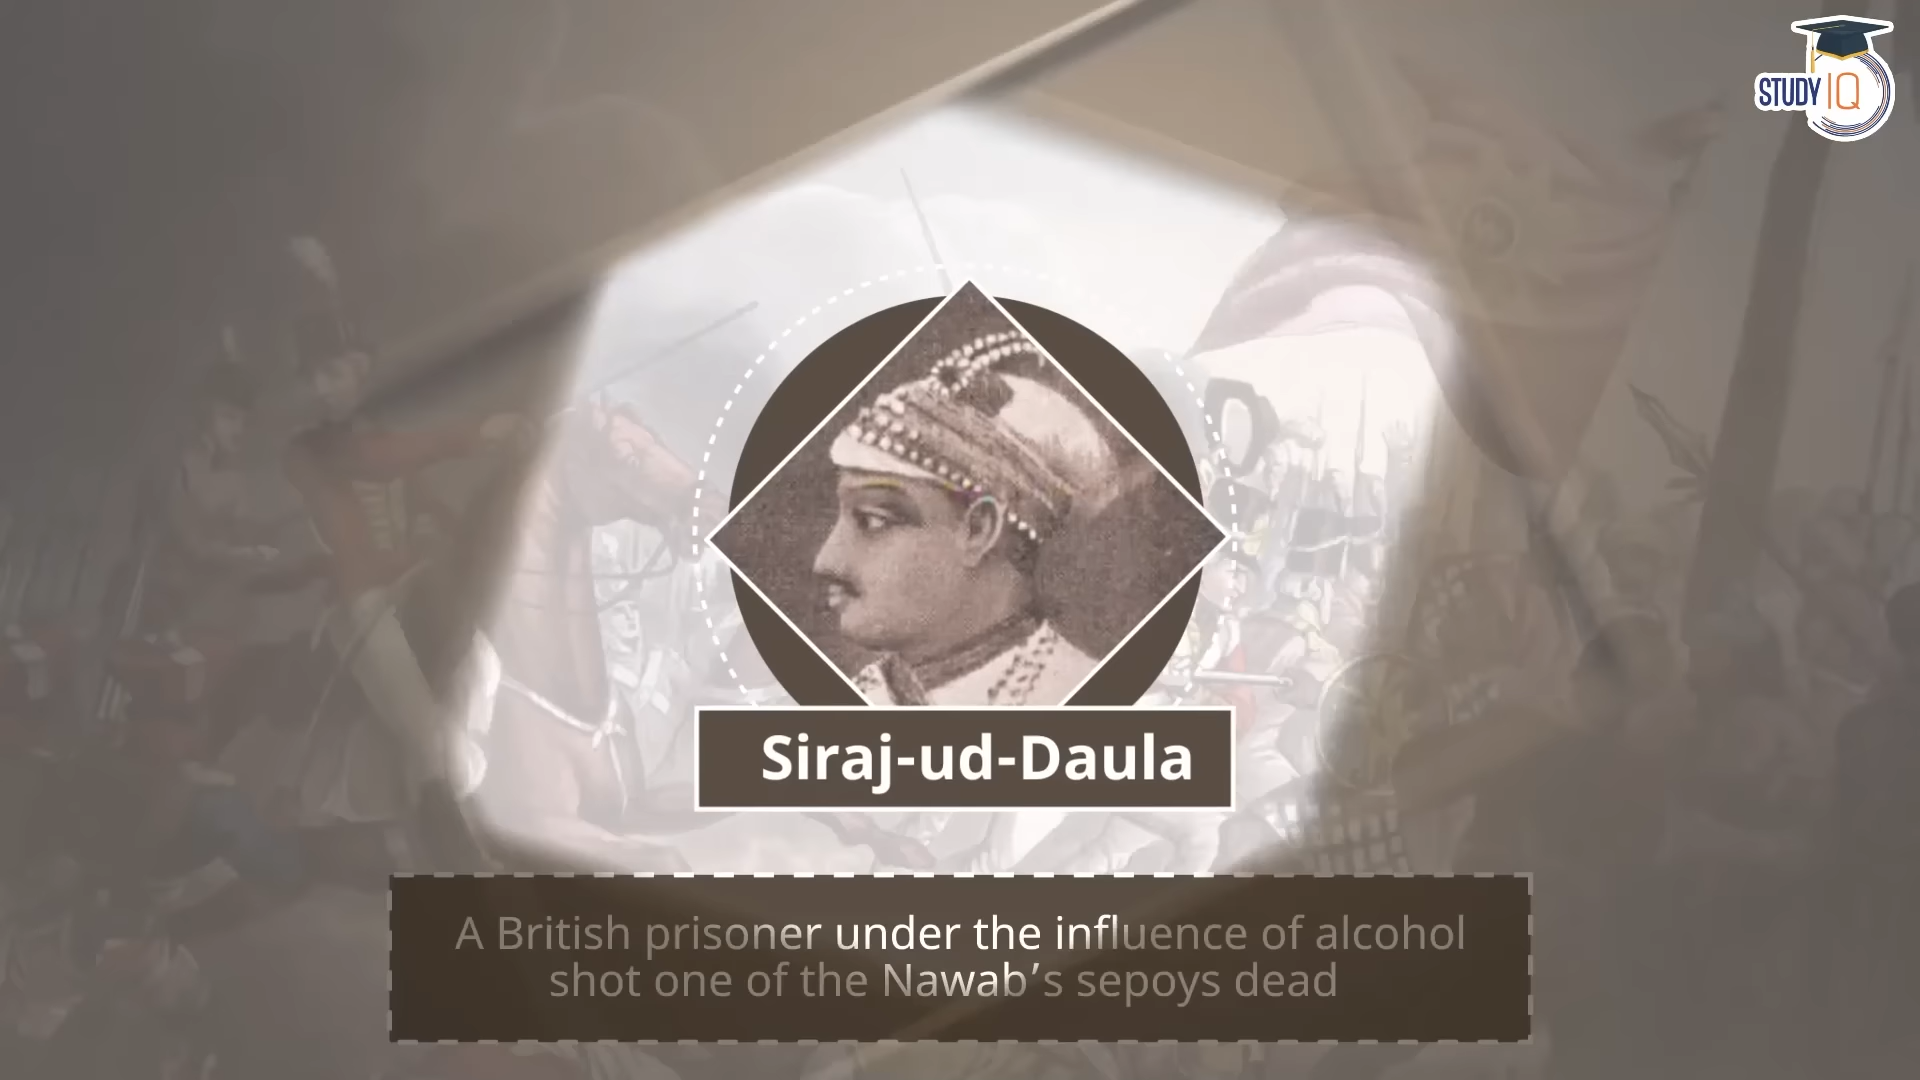 STUDY IQ
Siraj-ud-Daula
A British prisoner under the influence of alcohol
shot one of the Nawab’s sepoys dead